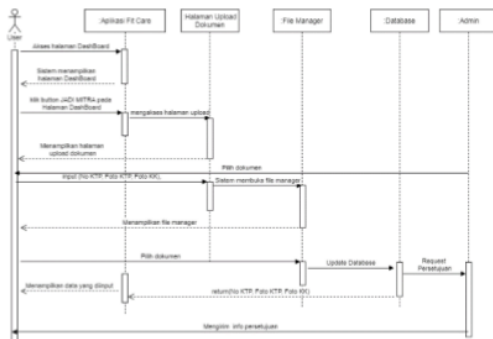 :Aplikasi Fit Care
Halaman Upload
Dokumen
:File Manager
:Database
:Admin
User
Akses halaman DashBoard
Sistem menampilkan
halaman DashBoard
klik button JADI MITRA pada
Halaman DashBoard
mengakses halaman upload
Menampilkan halaman
upload dokumen
Pilih dokumen
Input (No KTP, Foto KTP, Foto KK),
Sistem membuka file manager
Menampilkan file manager
Pilih dokumen
Update Database
Request
Persetujuan
Menampilkan data yang diinput
return(No KTP, Foto KTP, Foto KK)
Mengirim info persetujuan